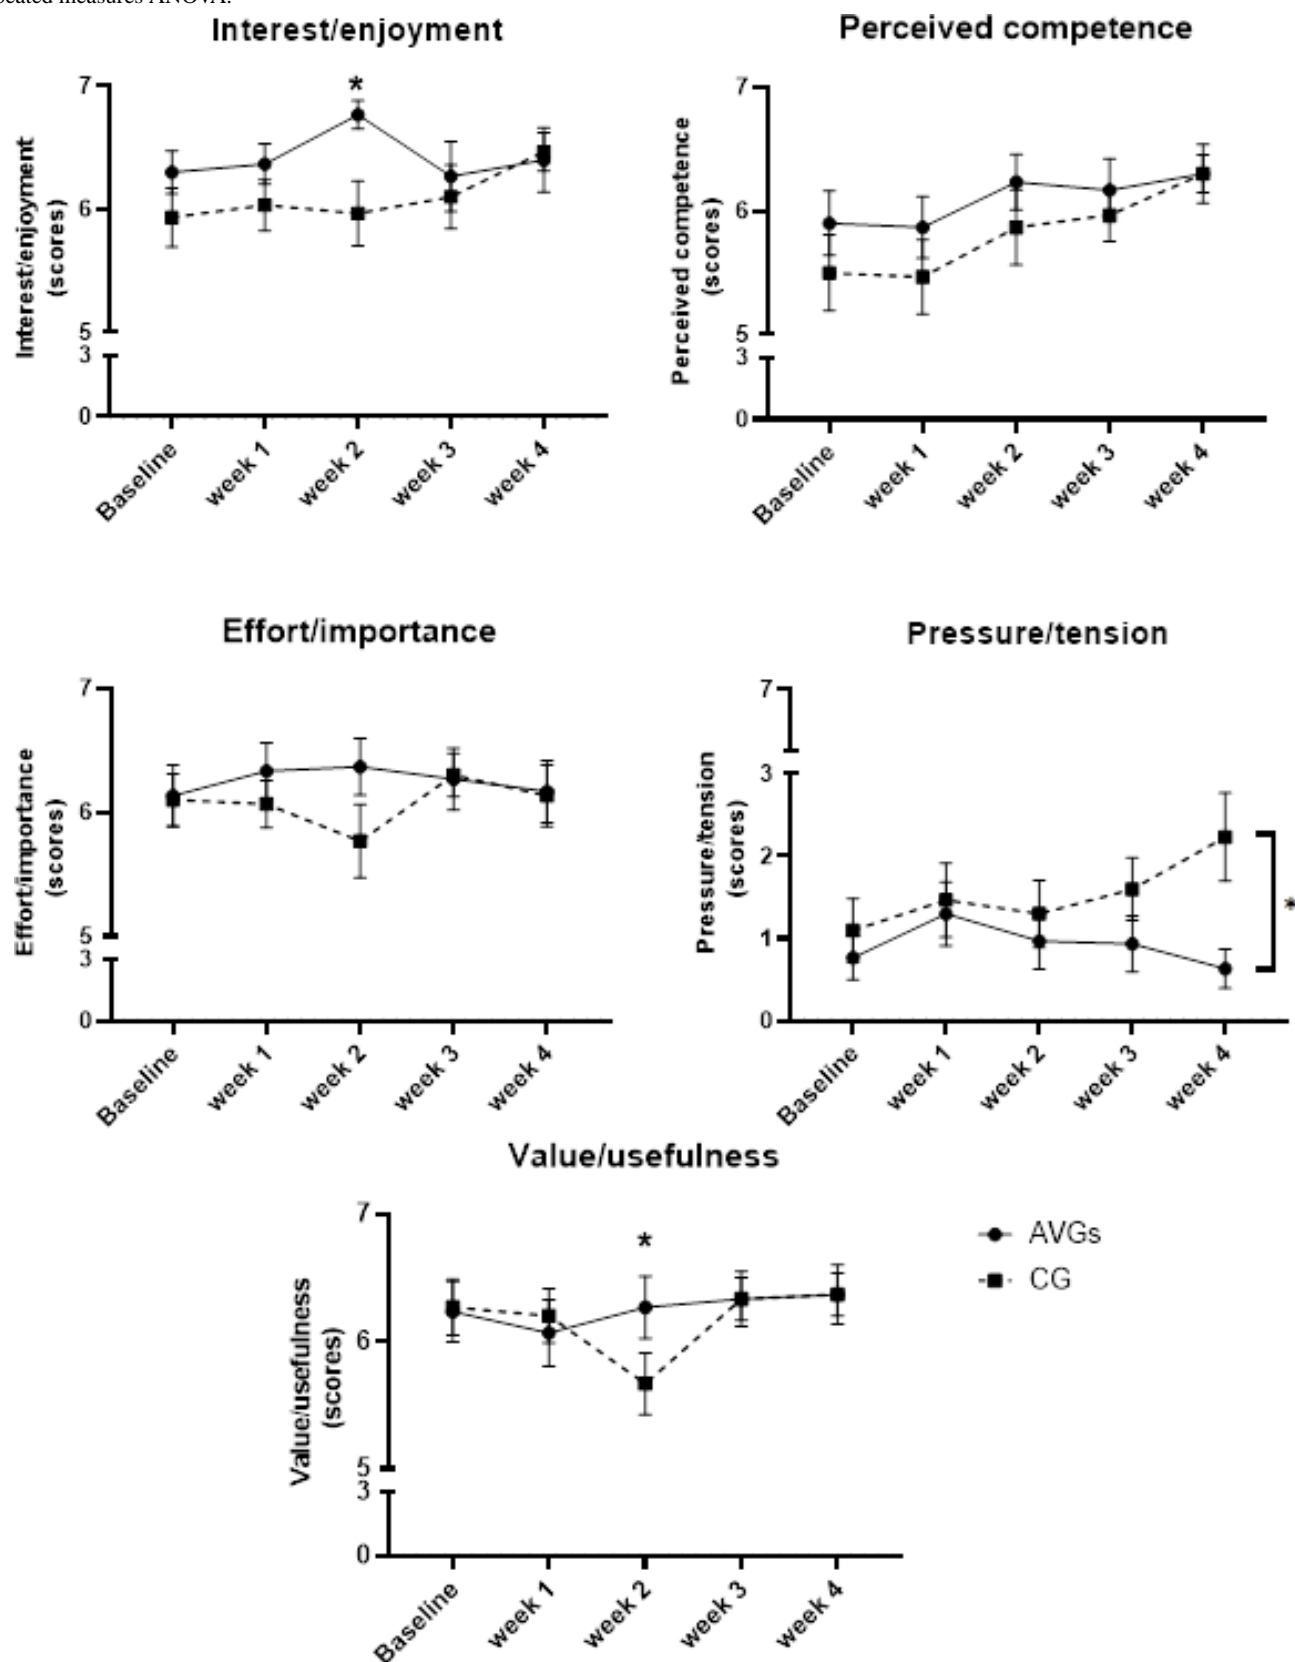 Interest/enjoyment
Interest/enjoyment
(scores)
7
6
5
3
0
*
Baseline
week 1
week 2
week 3
week 4
Perceived competence
Perceived competence
(scores)
7
6
5
3
0
Baseline
week 1
week 2
week 3
week 4
Effort/importance
Effort/importance
(scores)
7
6
5
3
0
Baseline
week 1
week 2
week 3
week 4
Pressure/tension
Pressure/tension
(scores)
7
3
2
1
0
*
Baseline
week 1
week 2
week 3
week 4
Value/usefulness
Value/usefulness
(scores)
7
6
5
3
0
*
Baseline
week 1
week 2
week 3
week 4
AVGs
CG